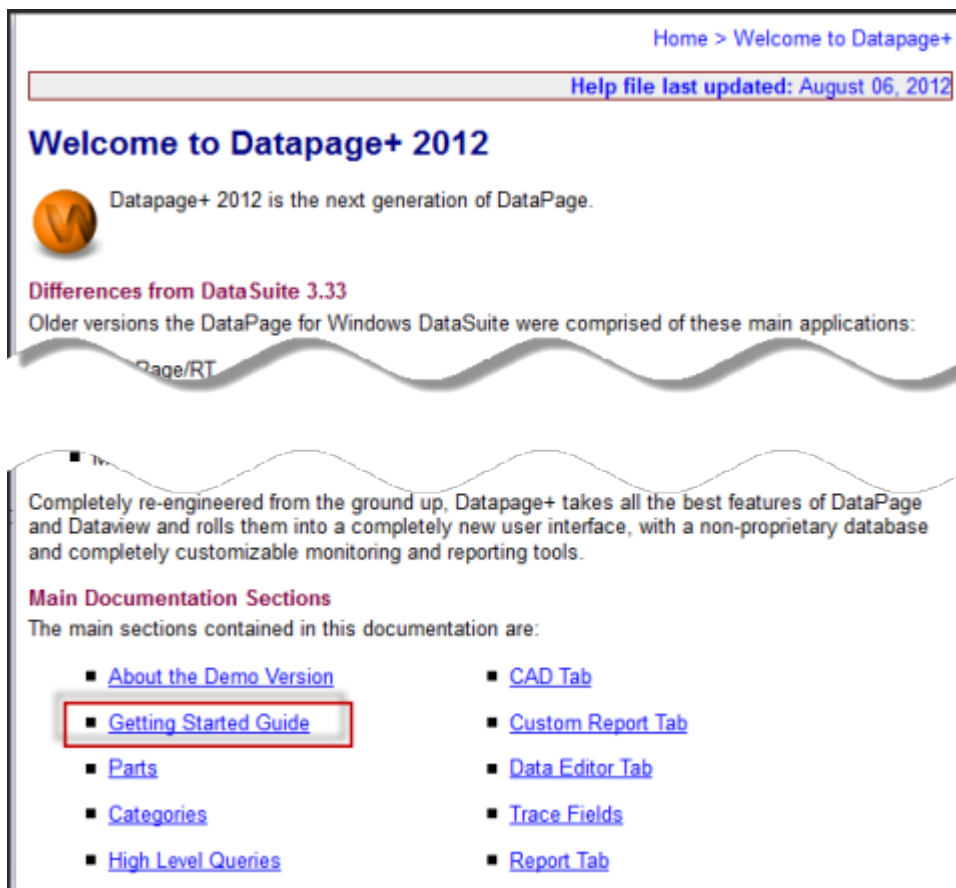 Home > Welcome to Datapage+
Help file last updated: August 06, 2012
Welcome to Datapage+ 2012
Datapage+ 2012 is the next generation of DataPage.
Differences from DataSuite 3.33
Older versions the DataPage for Windows DataSuite were comprised of these main applications:
Page/RT
Completely re-engineered from the ground up, Datapage+ takes all the best features of DataPage
and Dataview and rolls them into a completely new user interface, with a non-proprietary database
and completely customizable monitoring and reporting tools.
Main Documentation Sections
The main sections contained in this documentation are:
About the Demo Version
Getting Started Guide
Parts
Categories
High Level Queries
CAD Tab
Custom Report Tab
Data Editor Tab
Trace Fields
Report Tab